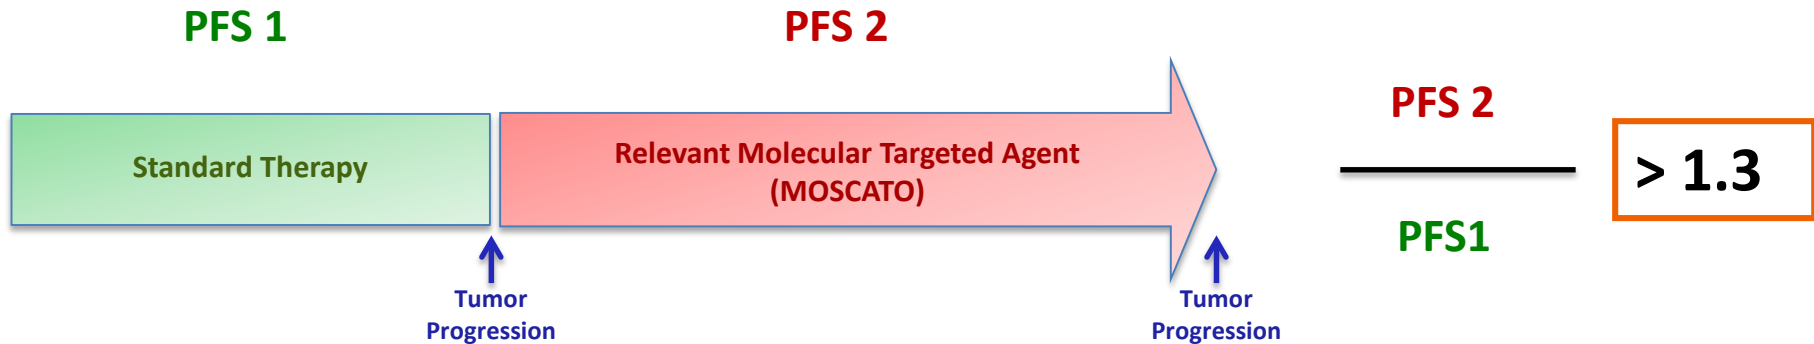 PFS 1
PFS 2
Standard Therapy
Relevant Molecular Targeted Agent
(MOSCATO)
Tumor
Progression
Tumor
Progression
PFS 2
PFS1
> 1.3